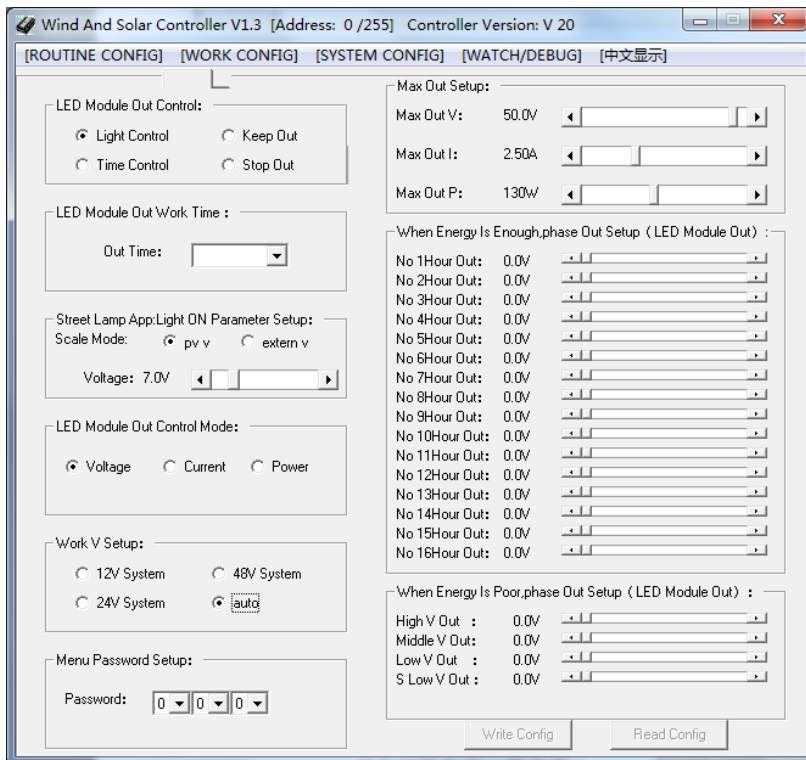 Wind And Solar Controller V1.3 [Address: 0 /255] Controller Version: V 20
[ROUTINE CONFIG] [WORK CONFIG] [SYSTEM CONFIG] [WATCH/DEBUG] [中文显示]
LED Module Out Control:
Light Control Keep Out
Time Control Stop Out
LED Module Out Work Time :
Out Time:
Street Lamp App:Light ON Parameter Setup:
Scale Mode: pv v extern v
Voltage: 7.0V
LED Module Out Control Mode:
Voltage Current Power
Work V Setup:
12V System 48V System
24V System auto
Menu Password Setup:
Password: 0 0 0
Max Out Setup:
Max Out V: 50.0V
Max Out I: 2.50A
Max Out P: 130W
When Energy Is Enough,phase Out Setup ( LED Module Out) :
No 1Hour Out: 0.0V
No 2Hour Out: 0.0V
No 3Hour Out: 0.0V
No 4Hour Out: 0.0V
No 5Hour Out: 0.0V
No 6Hour Out: 0.0V
No 7Hour Out: 0.0V
No 8Hour Out: 0.0V
No 9Hour Out: 0.0V
No 10Hour Out: 0.0V
No 11Hour Out: 0.0V
No 12Hour Out: 0.0V
No 13Hour Out: 0.0V
No 14Hour Out: 0.0V
No 15Hour Out: 0.0V
No 16Hour Out: 0.0V
When Energy Is Poor,phase Out Setup ( LED Module Out) :
High V Out : 0.0V
Middle V Out: 0.0V
Low V Out : 0.0V
S Low V Out : 0.0V
Write Config Read Config